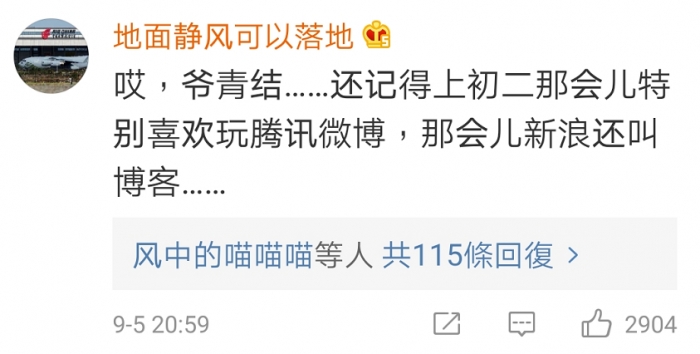 地面静风可以落地
哎，爷青结……还记得上初二那会儿特
别喜欢玩腾讯微博，那会儿新浪还叫
博客……
风中的喵喵喵等人 共115條回復 >
9-5 20:59 2904